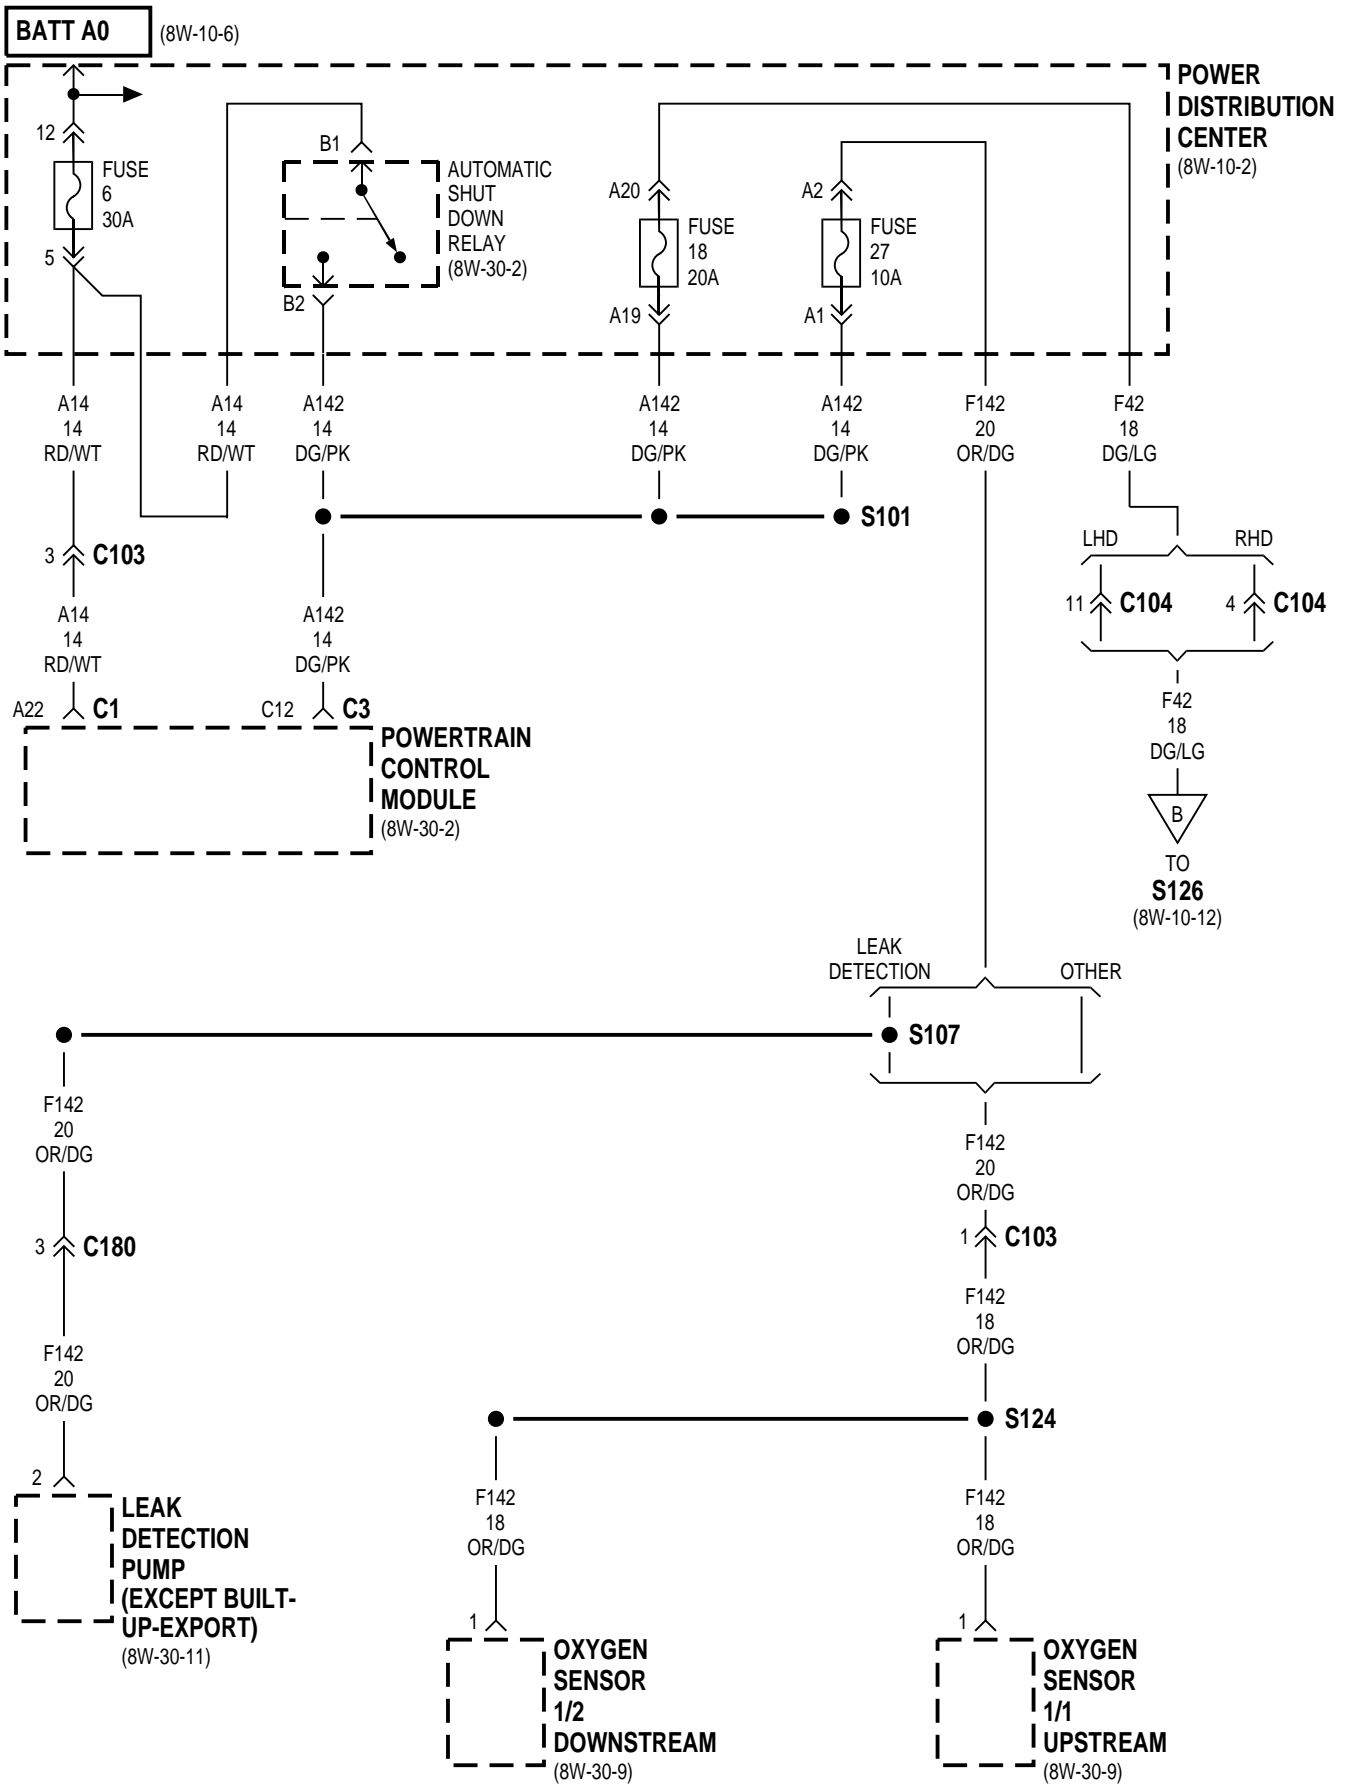 BATT A0
(8W-10-6)
POWER
DISTRIBUTION
CENTER
(8W-10-2)
12
FUSE
6
30A
5
B1
AUTOMATIC
SHUT
DOWN
RELAY
(8W-30-2)
B2
A20
FUSE
18
20A
A19
A2
FUSE
27
10A
A1
A14
14
RD/WT
A14
14
RD/WT
A142
14
DG/PK
A142
14
DG/PK
A142
14
DG/PK
F142
20
OR/DG
F42
18
DG/LG
S101
3
C103
LHD
RHD
11
C104
4
C104
A14
14
RD/WT
A142
14
DG/PK
A22
C1
C12
C3
POWERTRAIN
CONTROL
MODULE
(8W-30-2)
F42
18
DG/LG
B
TO
S126
(8W-10-12)
LEAK
DETECTION
OTHER
S107
F142
20
OR/DG
F142
20
OR/DG
3
C180
1
C103
F142
20
OR/DG
F142
18
OR/DG
S124
2
LEAK
DETECTION
PUMP
(EXCEPT BUILT-
UP-EXPORT)
(8W-30-11)
F142
18
OR/DG
F142
18
OR/DG
1
OXYGEN
SENSOR
1/2
DOWNSTREAM
(8W-30-9)
1
OXYGEN
SENSOR
1/1
UPSTREAM
(8W-30-9)